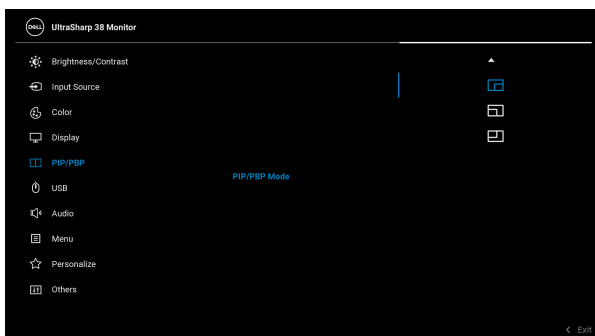 DELL UltraSharp 38 Monitor
Brightness/Contrast
Input Source
Color
Display
PIP/PBP
PIP/PBP Mode
USB
Audio
Menu
Personalize
Others
Exit